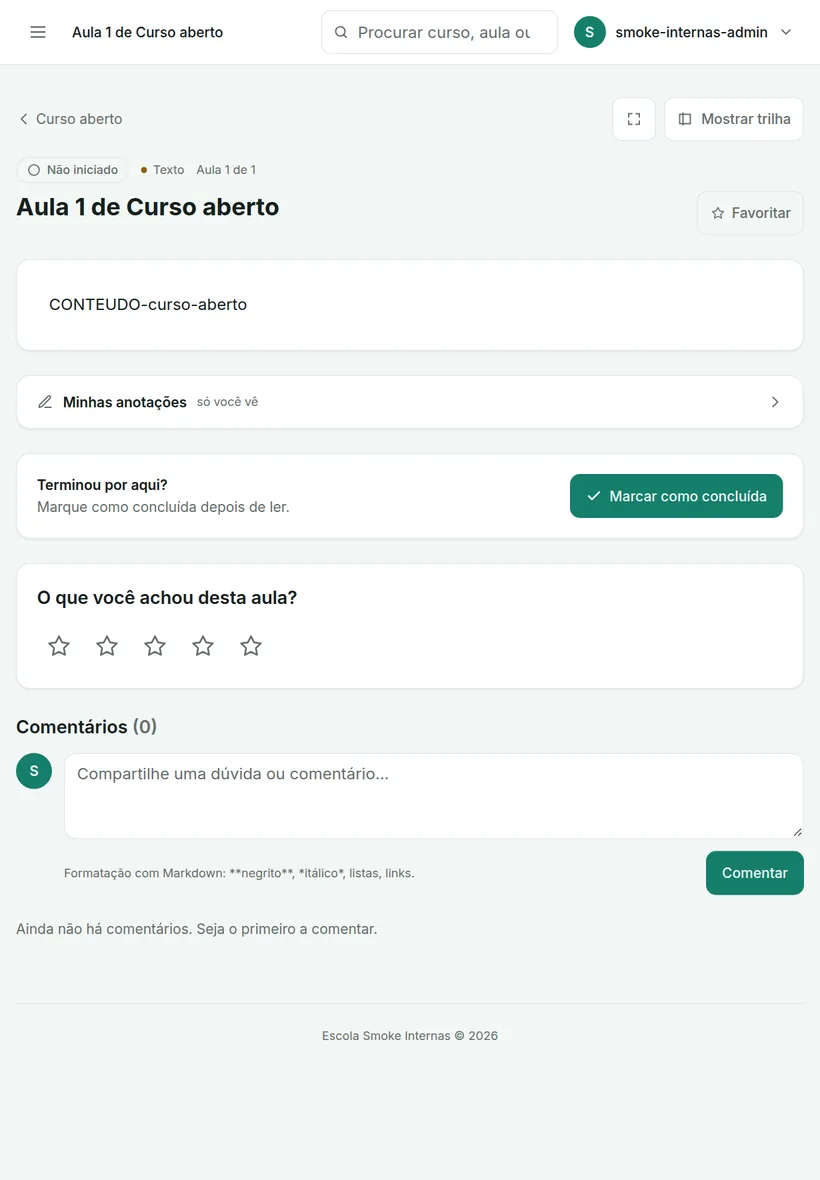 Aula 1 de Curso aberto
Procurar curso, aula ou
S
smoke-internas-admin
Curso aberto
Mostrar trilha
Não iniciado
Texto
Aula 1 de 1
Aula 1 de Curso aberto
Favoritar
CONTEUDO-curso-aberto
Minhas anotações só você vê
Terminou por aqui?
Marque como concluída depois de ler.
Marcar como concluída
O que você achou desta aula?
Comentários (0)
S
Compartilhe uma dúvida ou comentário...
Formatação com Markdown: **negrito**, *itálico*, listas, links.
Comentar
Ainda não há comentários. Seja o primeiro a comentar.
Escola Smoke Internas © 2026